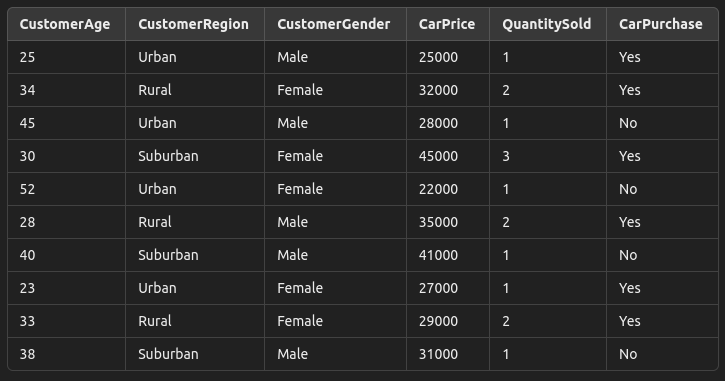 CustomerAge CustomerRegion CustomerGender CarPrice QuantitySold CarPurchase
25 Urban Male 25000 1 Yes
34 Rural Female 32000 2 Yes
45 Urban Male 28000 1 No
30 Suburban Female 45000 3 Yes
52 Urban Female 22000 1 No
28 Rural Male 35000 2 Yes
40 Suburban Male 41000 1 No
23 Urban Female 27000 1 Yes
33 Rural Female 29000 2 Yes
38 Suburban Male 31000 1 No